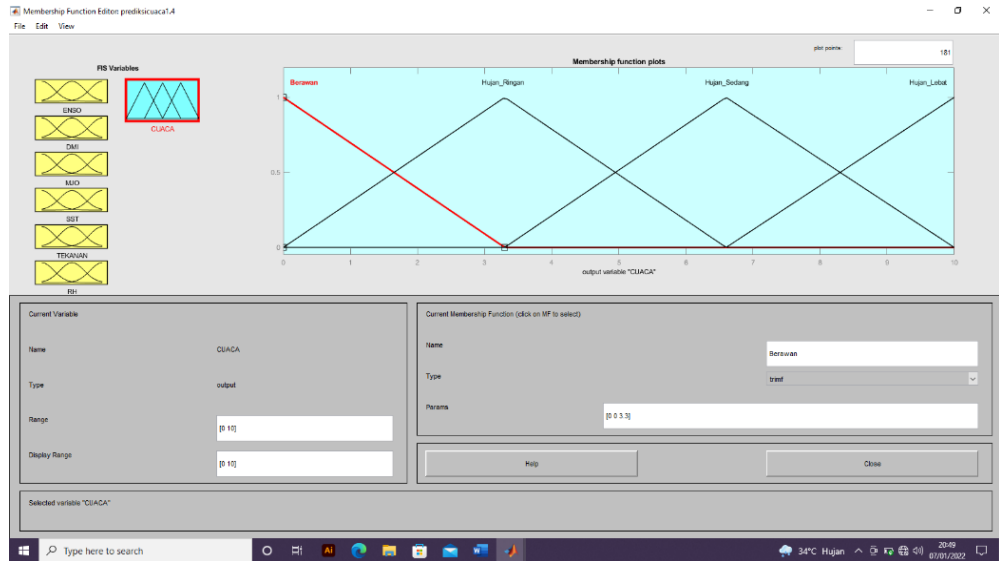 Membership Function Editor: prediksicuaca1.4
File Edit View
FIS Variables
ENSO
DMI
MJO
SST
TEKANAN
RH
CUACA
plot points:
181
Membership function plots
Berawan
Hujan_Ringan
Hujan_Sedang
Hujan_Lebat
1
0.5
0
0 1 2 3 4 5 6 7 8 9 10
output variable "CUACA"
Current Variable
Name CUACA
Type output
Range [0 10]
Display Range [0 10]
Current Membership Function (click on MF to select)
Name Berawan
Type trimf
Params [0 0 3.3]
Help
Close
Selected variable "CUACA"
Type here to search
Ai
34°C Hujan
20:49
07/01/2022